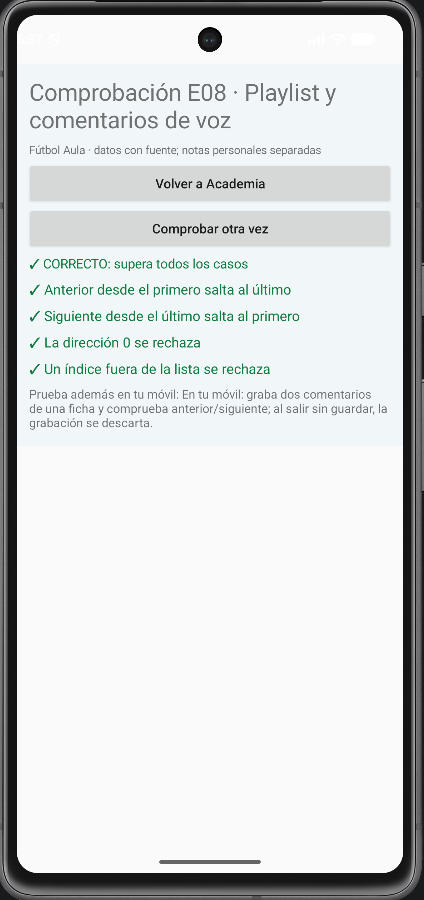 Comprobación E08 · Playlist y
comentarios de voz
Fútbol Aula · datos con fuente; notas personales separadas
Volver a Academia
Comprobar otra vez
✓ CORRECTO: supera todos los casos
✓ Anterior desde el primero salta al último
✓ Siguiente desde el último salta al primero
✓ La dirección 0 se rechaza
✓ Un índice fuera de la lista se rechaza
Prueba además en tu móvil: En tu móvil: graba dos comentarios
de una ficha y comprueba anterior/siguiente; al salir sin guardar, la
grabación se descarta.